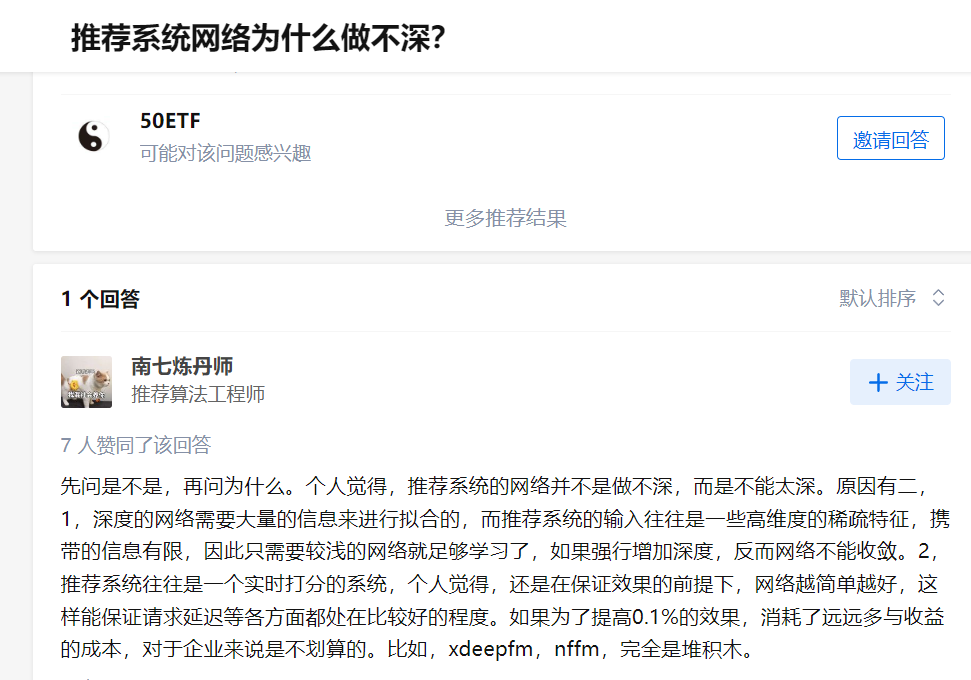 推荐系统网络为什么做不深？
50ETF
可能对该问题感兴趣
邀请回答
更多推荐结果
1 个回答
默认排序
南七炼丹师
推荐算法工程师
关注
7 人赞同了该回答
先问是不是，再问为什么。个人觉得，推荐系统的网络并不是做不深，而是不能太深。原因有二，
1，深度的网络需要大量的信息来进行拟合的，而推荐系统的输入往往是一些高维度的稀疏特征，携
带的信息有限，因此只需要较浅的网络就足够学习了，如果强行增加深度，反而网络不能收敛。2，
推荐系统往往是一个实时打分的系统，个人觉得，还是在保证效果的前提下，网络越简单越好，这
样能保证请求延迟等各方面都处在比较好的程度。如果为了提高0.1%的效果，消耗了远远多与收益
的成本，对于企业来说是不划算的。比如，xdeepfm，nffm，完全是堆积木。